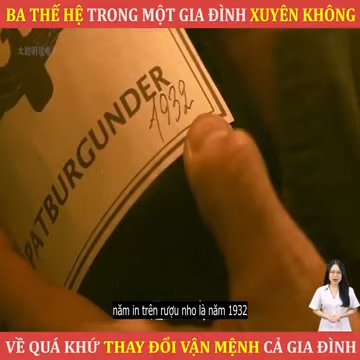 BA THẾ HỆ TRONG MỘT GIA ĐÌNH XUYÊN KHÔNG
PATBURGUNDER
1932
năm in trên rượu nho là năm 1932
VỀ QUÁ KHỨ THAY ĐỔI VẬN MỆNH CẢ GIA ĐÌNH